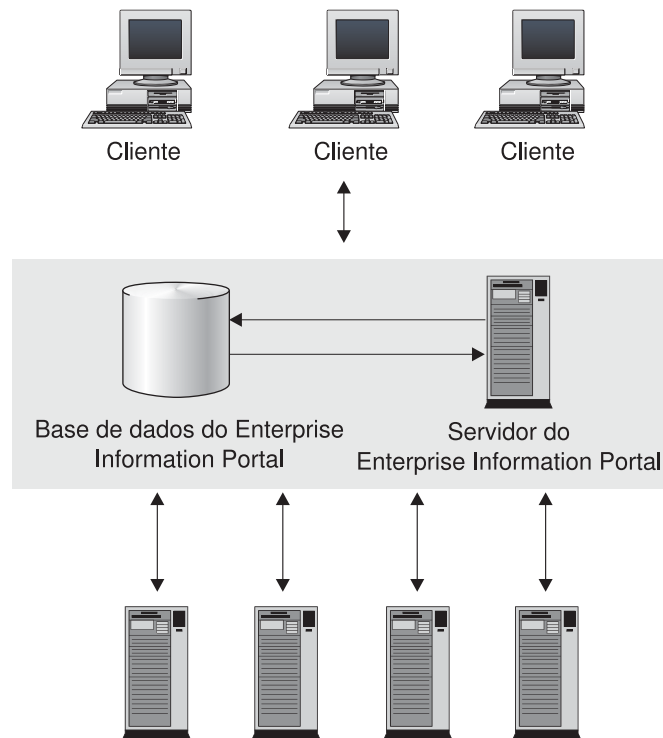 Cliente
Cliente
Cliente
Base de dados do Enterprise
Information Portal
Servidor do
Enterprise Information Portal